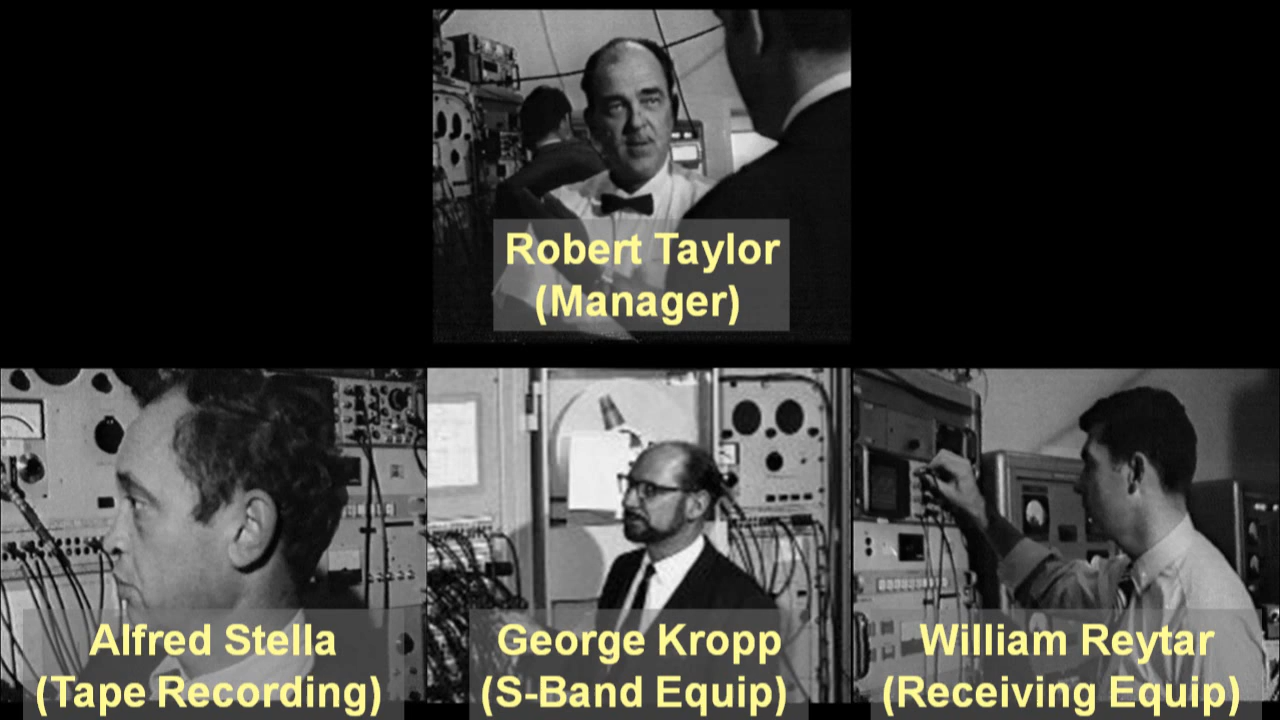 Robert Taylor
(Manager)
Alfred Stella
(Tape Recording)
George Kropp
(S-Band Equip)
William Reytar
(Receiving Equip)